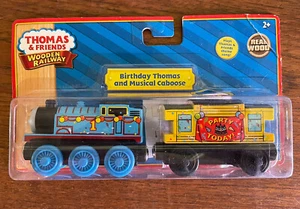 THOMAS
& FRIENDS
WOODEN RAILWAY
2+
REAL
WOOD
Birthday Thomas
and Musical Caboose
1
PARTY
TODAY!